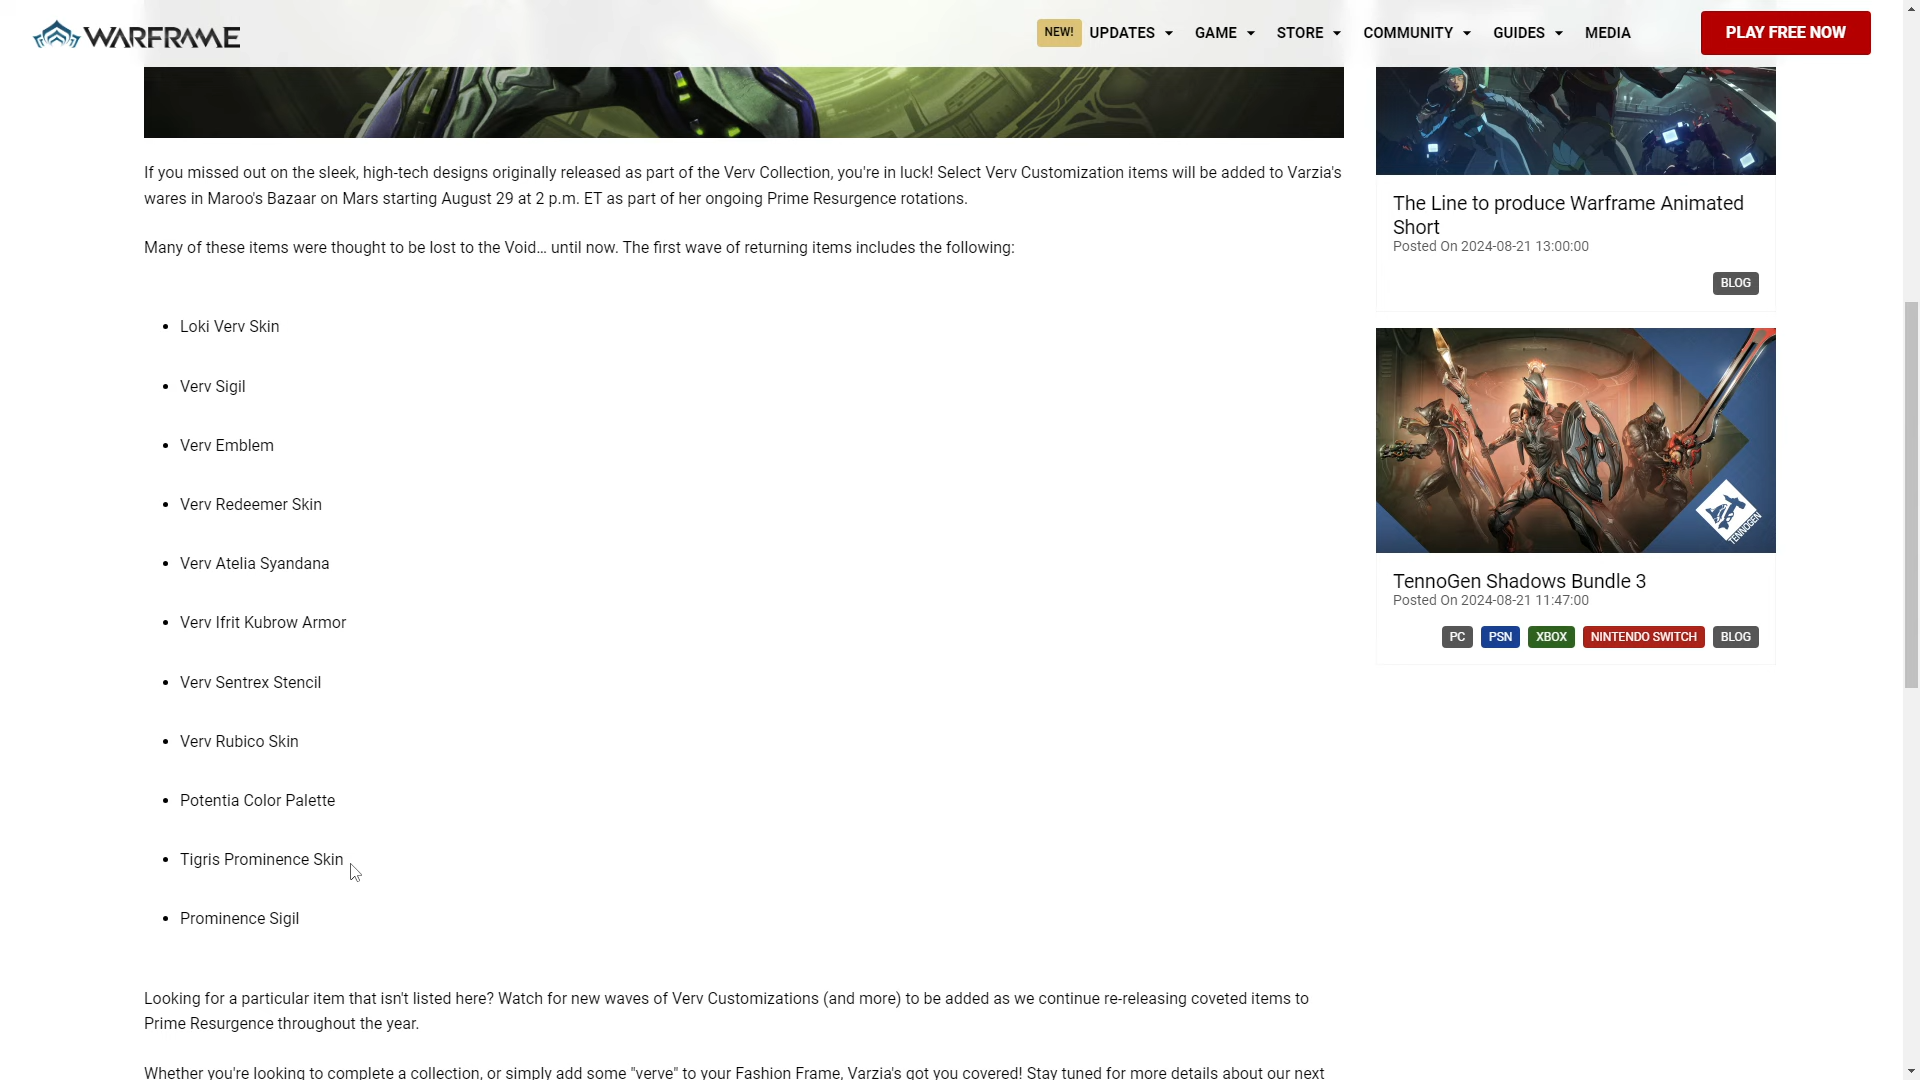 WARFRAME
NEW! UPDATES GAME STORE COMMUNITY GUIDES MEDIA PLAY FREE NOW
If you missed out on the sleek, high-tech designs originally released as part of the Verv Collection, you're in luck! Select Verv Customization items will be added to Varzia's
wares in Maroo's Bazaar on Mars starting August 29 at 2 p.m. ET as part of her ongoing Prime Resurgence rotations.
Many of these items were thought to be lost to the Void… until now. The first wave of returning items includes the following:
Loki Verv Skin
Verv Sigil
Verv Emblem
Verv Redeemer Skin
Verv Atelia Syandana
Verv Ifrit Kubrow Armor
Verv Sentrex Stencil
Verv Rubico Skin
Potentia Color Palette
Tigris Prominence Skin
Prominence Sigil
Looking for a particular item that isn't listed here? Watch for new waves of Verv Customizations (and more) to be added as we continue re-releasing coveted items to
Prime Resurgence throughout the year.
Whether you're looking to complete a collection, or simply add some "verve" to your Fashion Frame, Varzia's got you covered! Stay tuned for more details about our next
The Line to produce Warframe Animated
Short
Posted On 2024-08-21 13:00:00
BLOG
TENNOGEN
TennoGen Shadows Bundle 3
Posted On 2024-08-21 11:47:00
PC PSN XBOX NINTENDO SWITCH BLOG